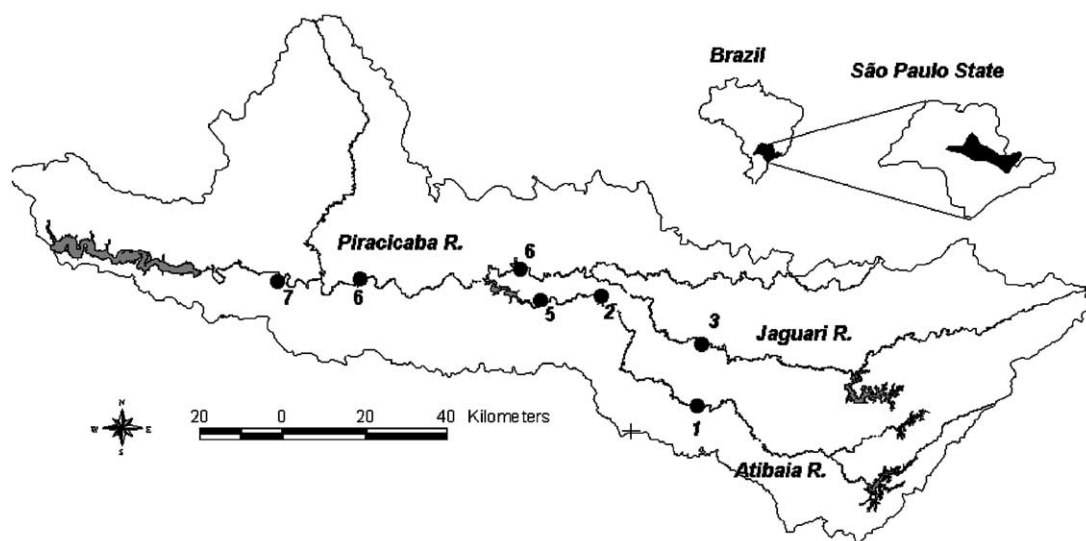 Brazil
São Paulo State
Piracicaba R.
6
7
6
5
2
3
Jaguari R.
N
W E
S
20 0 20 40 Kilometers
1
Atibaia R.